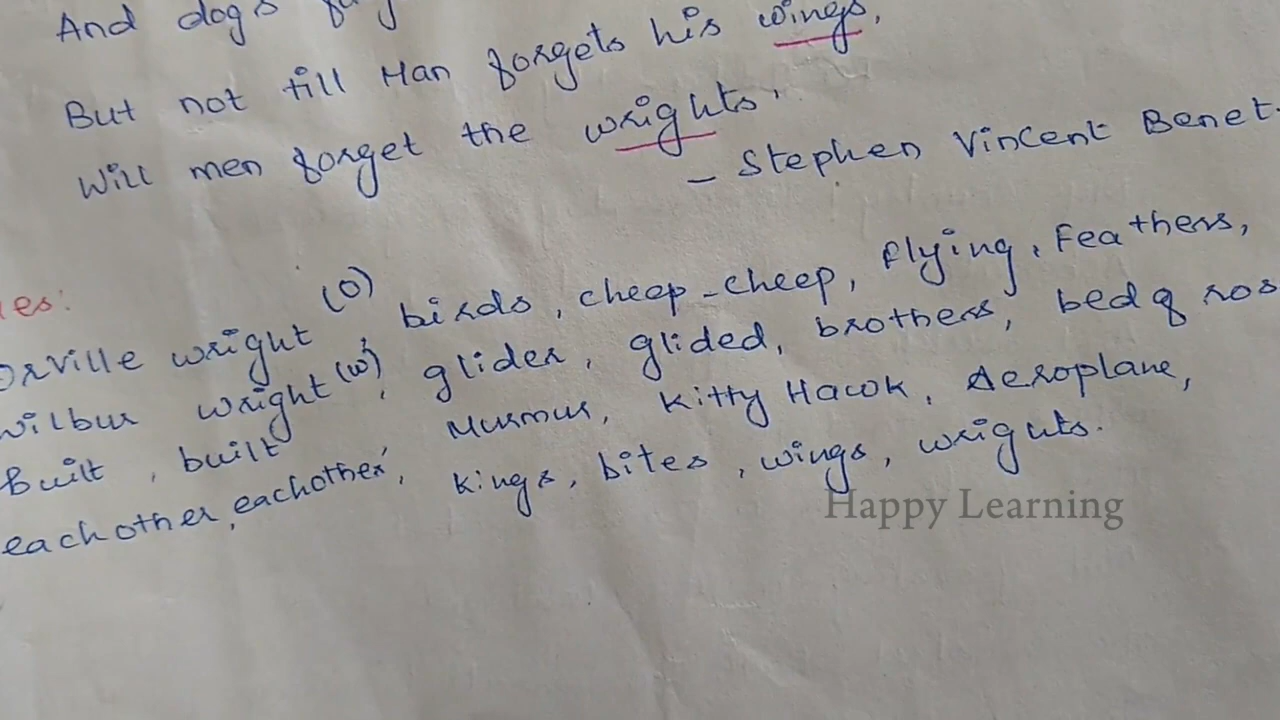 And dogs
But not till Man forgets his wings,
Will men forget the wrights.
- Stephen Vincent Benet.
es:
(O)
Orville wright, birds, cheep-cheep, flying, Feathers,
wilbur wright (w), glider, glided, brothers, bed of ros
Built, built, Murmur, Kitty Hacok, Aeroplane,
eachother, eachother, kings, bites, wings, wrights.
Happy Learning